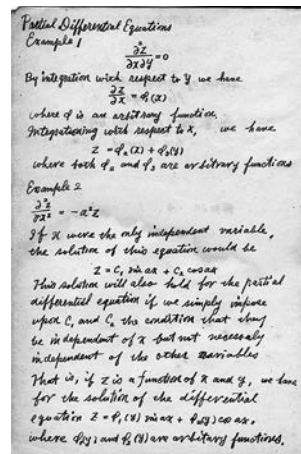 Partial Differential Equations
Example 1
∂²z/∂x∂y = 0
By integration with respect to y we have
∂z/∂x = φ₁(x)
where φ is an arbitrary function.
Integrationing with respect to x, we have
z = φ₂(x) + φ₃(y)
where both φ₂ and φ₃ are arbitrary functions
Example 2
∂²z/∂x² = -a²z
If x were the only independent variable,
the solution of this equation would be
z = C₁ sin ax + C₂ cos ax
This solution will also hold for the partial
differential equation if we simply impose
upon C₁ and C₂ the condition that they
be independent of x but not necessaly
independent of the other variables
That is, if z is a function of x and y, we have
for the solution of the differential
equation z = φ₁(y) sin ax + φ₂(y) cos ax,
where φ₁(y) and φ₂(y) are arbitary functions.